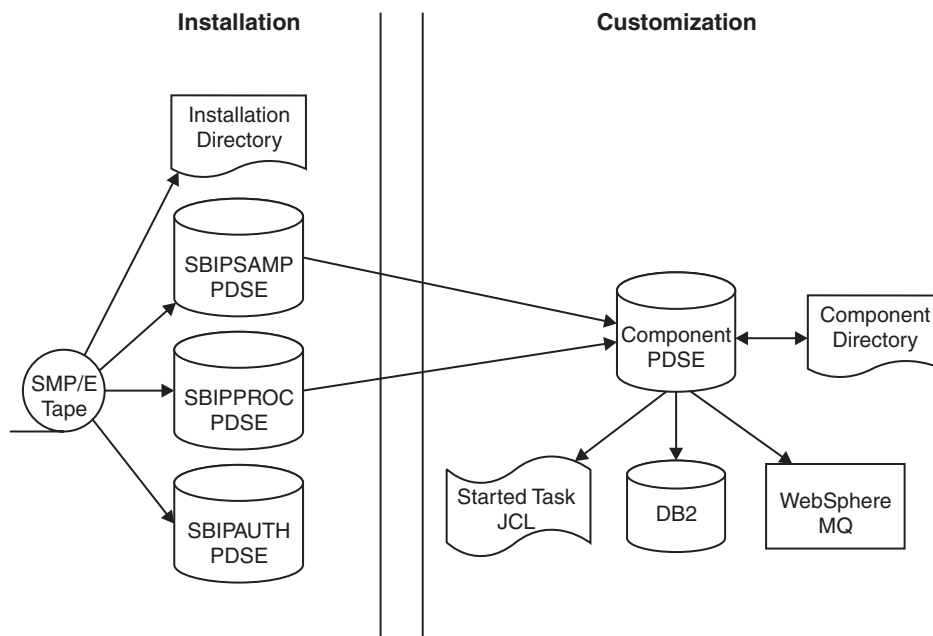 Installation
Customization
Installation
Directory
SBIPSAMP
PDSE
SMP/E
Tape
SBIPPROC
PDSE
SBIPAUTH
PDSE
Component
PDSE
Component
Directory
Started Task
JCL
DB2
WebSphere
MQ